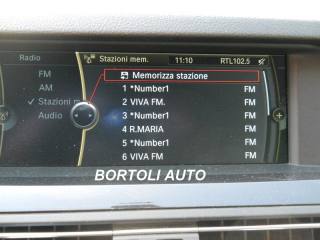 Radio
Stazioni mem.
11:10
RTL102.5
FM
AM
Stazioni
Audio
Memorizza stazione
1 *Number1 FM
2 VIVA FM. FM
3 *Number1 FM
4 R.MARIA FM
5 *Number1 FM
6 VIVA FM FM
BORTOLI AUTO